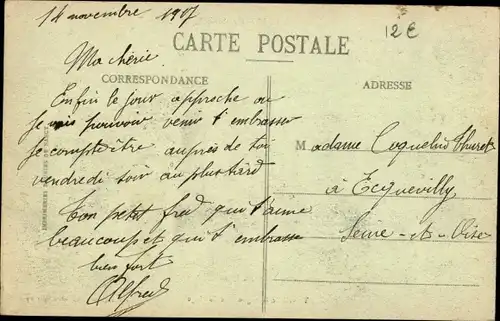 14 novembre 1907
12€
CARTE POSTALE
Ma chérie
CORRESPONDANCE
ADRESSE
Enfin le jour approche ou
je vais pouvoir venir t'embrasser
je compte être auprès de toi
vendredi soir au plus tard
Ton petit fred qui t'aime
beaucoup et qui t'embrasse
bien fort
Alfred
Madame Coquelin
à Ecquevilly
Seine-et-Oise